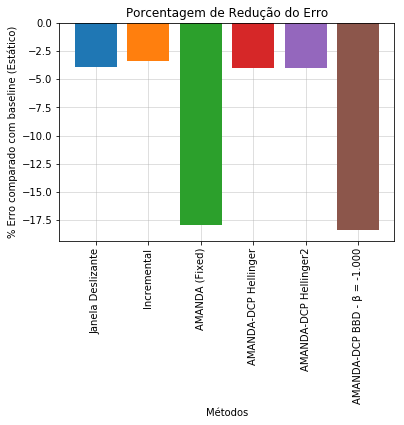 Porcentagem de Redução do Erro
% Erro comparado com baseline (Estático)
0.0
−2.5
−5.0
−7.5
−10.0
−12.5
−15.0
−17.5
Janela Deslizante
Incremental
AMANDA (Fixed)
AMANDA-DCP Hellinger
AMANDA-DCP Hellinger2
AMANDA-DCP BBD - β = -1.000
Métodos